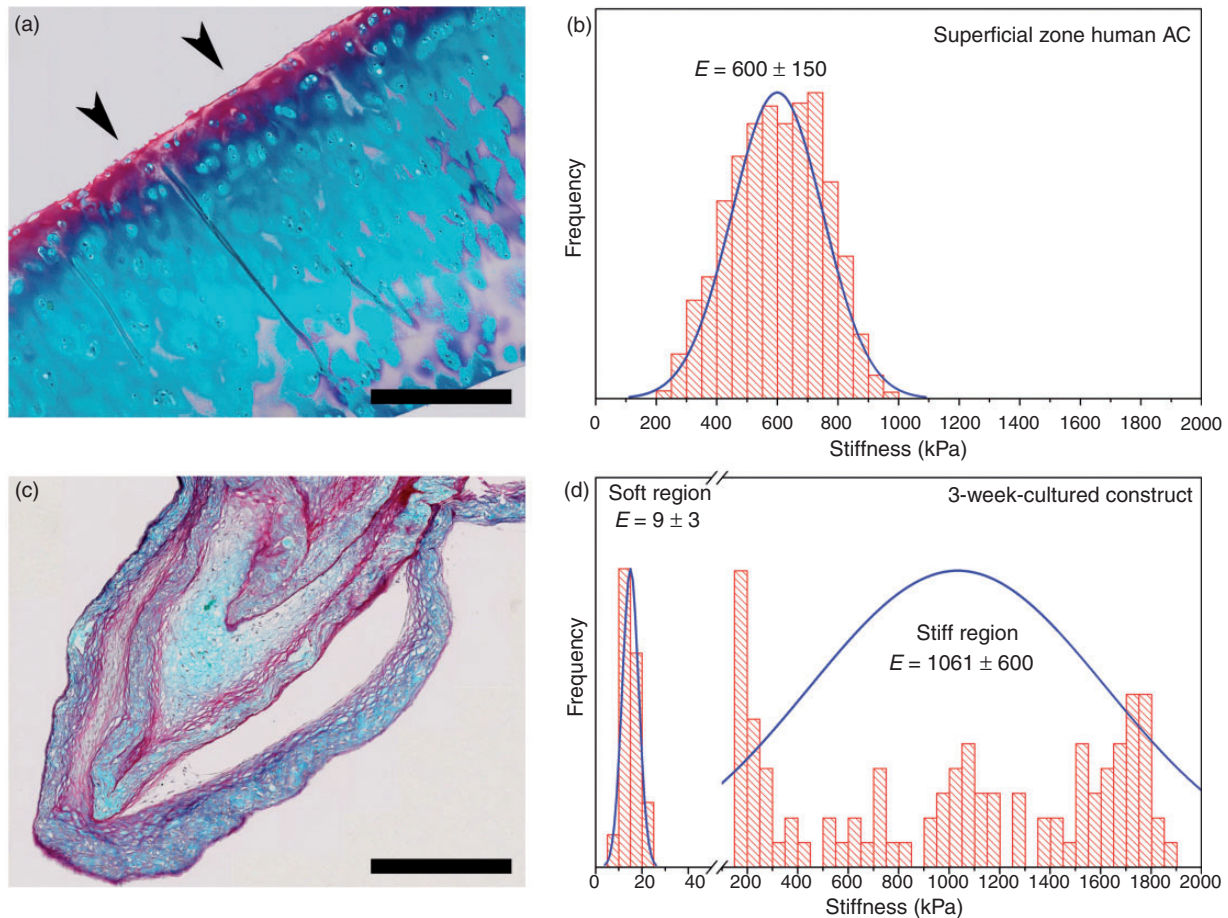 (a)
(b)
Superficial zone human AC
E = 600 ± 150
Frequency
0 200 400 600 800 1000 1200 1400 1600 1800 2000
Stiffness (kPa)
(c)
(d)
Soft region
E = 9 ± 3
3-week-cultured construct
Stiff region
E = 1061 ± 600
Frequency
0 20 40 200 400 600 800 1000 1200 1400 1600 1800 2000
Stiffness (kPa)